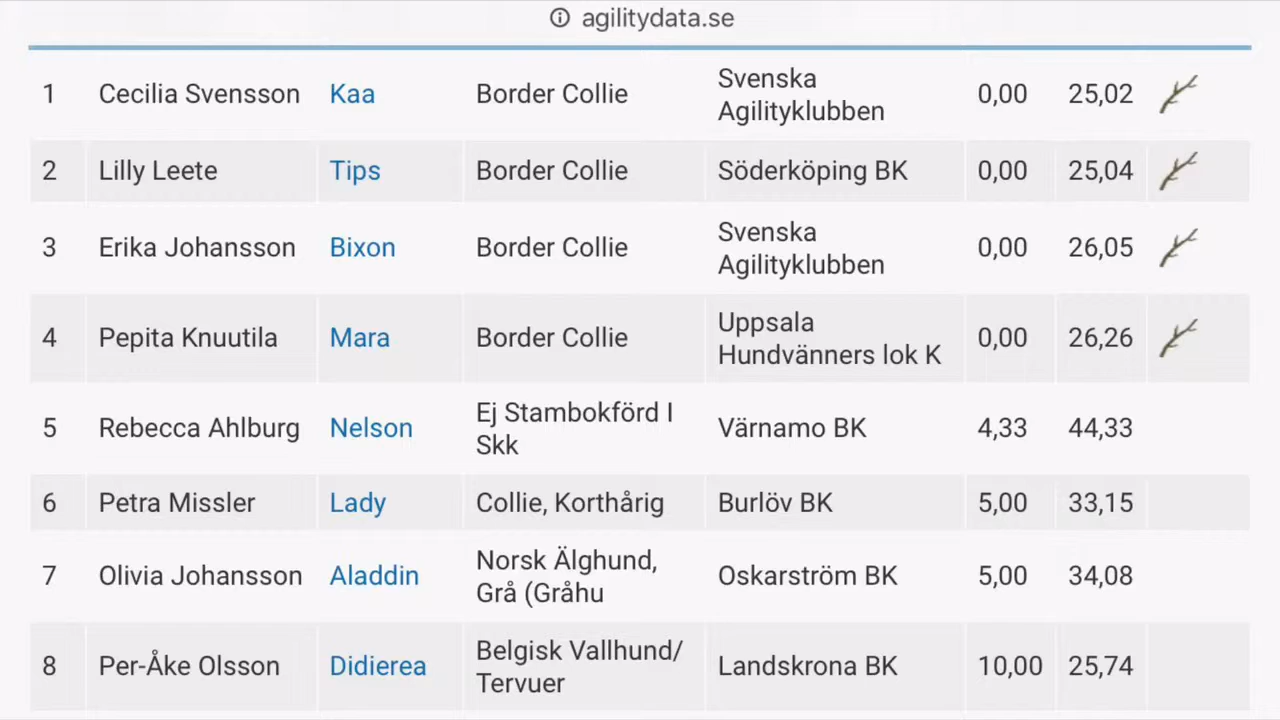 agilitydata.se
1 Cecilia Svensson Kaa Border Collie Svenska Agilityklubben 0,00 25,02
2 Lilly Leete Tips Border Collie Söderköping BK 0,00 25,04
3 Erika Johansson Bixon Border Collie Svenska Agilityklubben 0,00 26,05
4 Pepita Knuutila Mara Border Collie Uppsala Hundvänners lok K 0,00 26,26
5 Rebecca Ahlburg Nelson Ej Stambokförd I Skk Värnamo BK 4,33 44,33
6 Petra Missler Lady Collie, Korthårig Burlöv BK 5,00 33,15
7 Olivia Johansson Aladdin Norsk Älghund, Grå (Gråhu Oskarström BK 5,00 34,08
8 Per-Åke Olsson Didierea Belgisk Vallhund/ Tervuer Landskrona BK 10,00 25,74